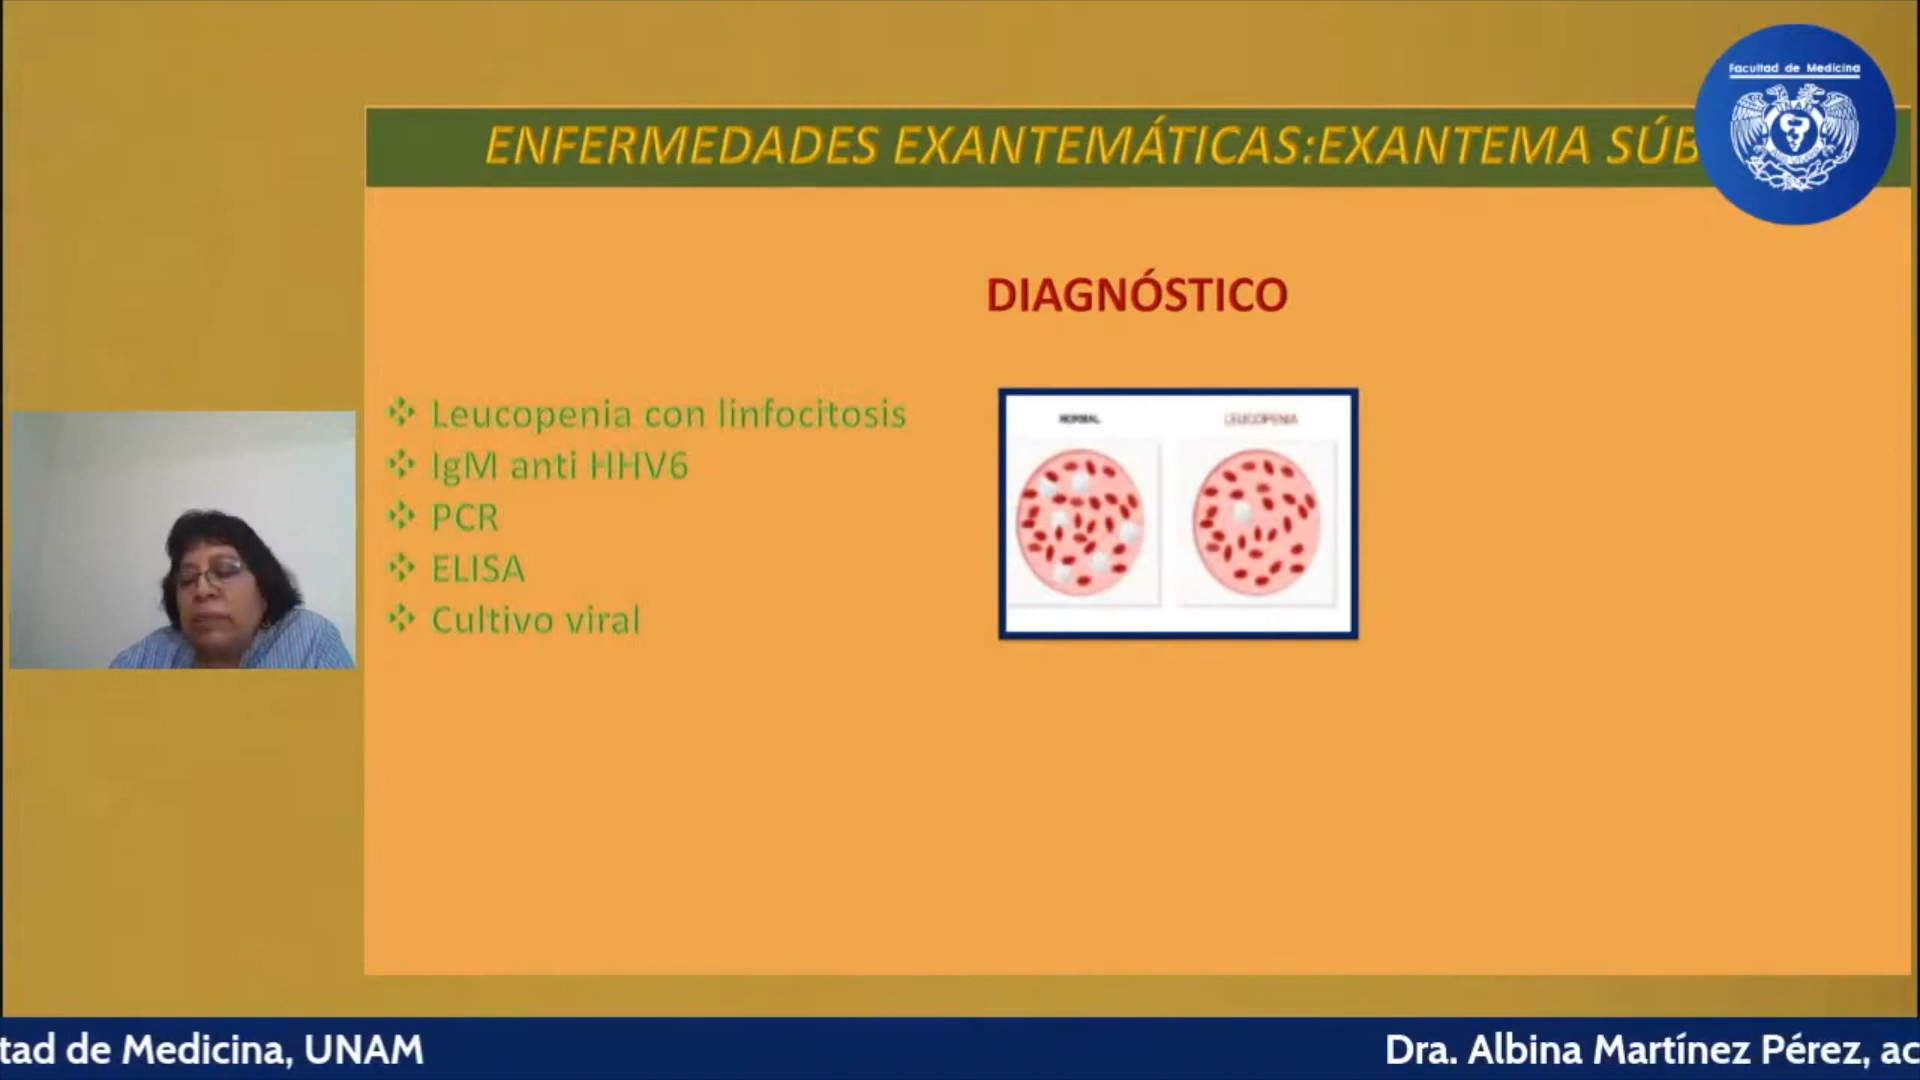 Facultad de Medicina
ENFERMEDADES EXANTEMÁTICAS:EXANTEMA SÚB
DIAGNÓSTICO
Leucopenia con linfocitosis
IgM anti HHV6
PCR
ELISA
Cultivo viral
NORMAL
LEUCOPENIA
tad de Medicina, UNAM
Dra. Albina Martínez Pérez, ac